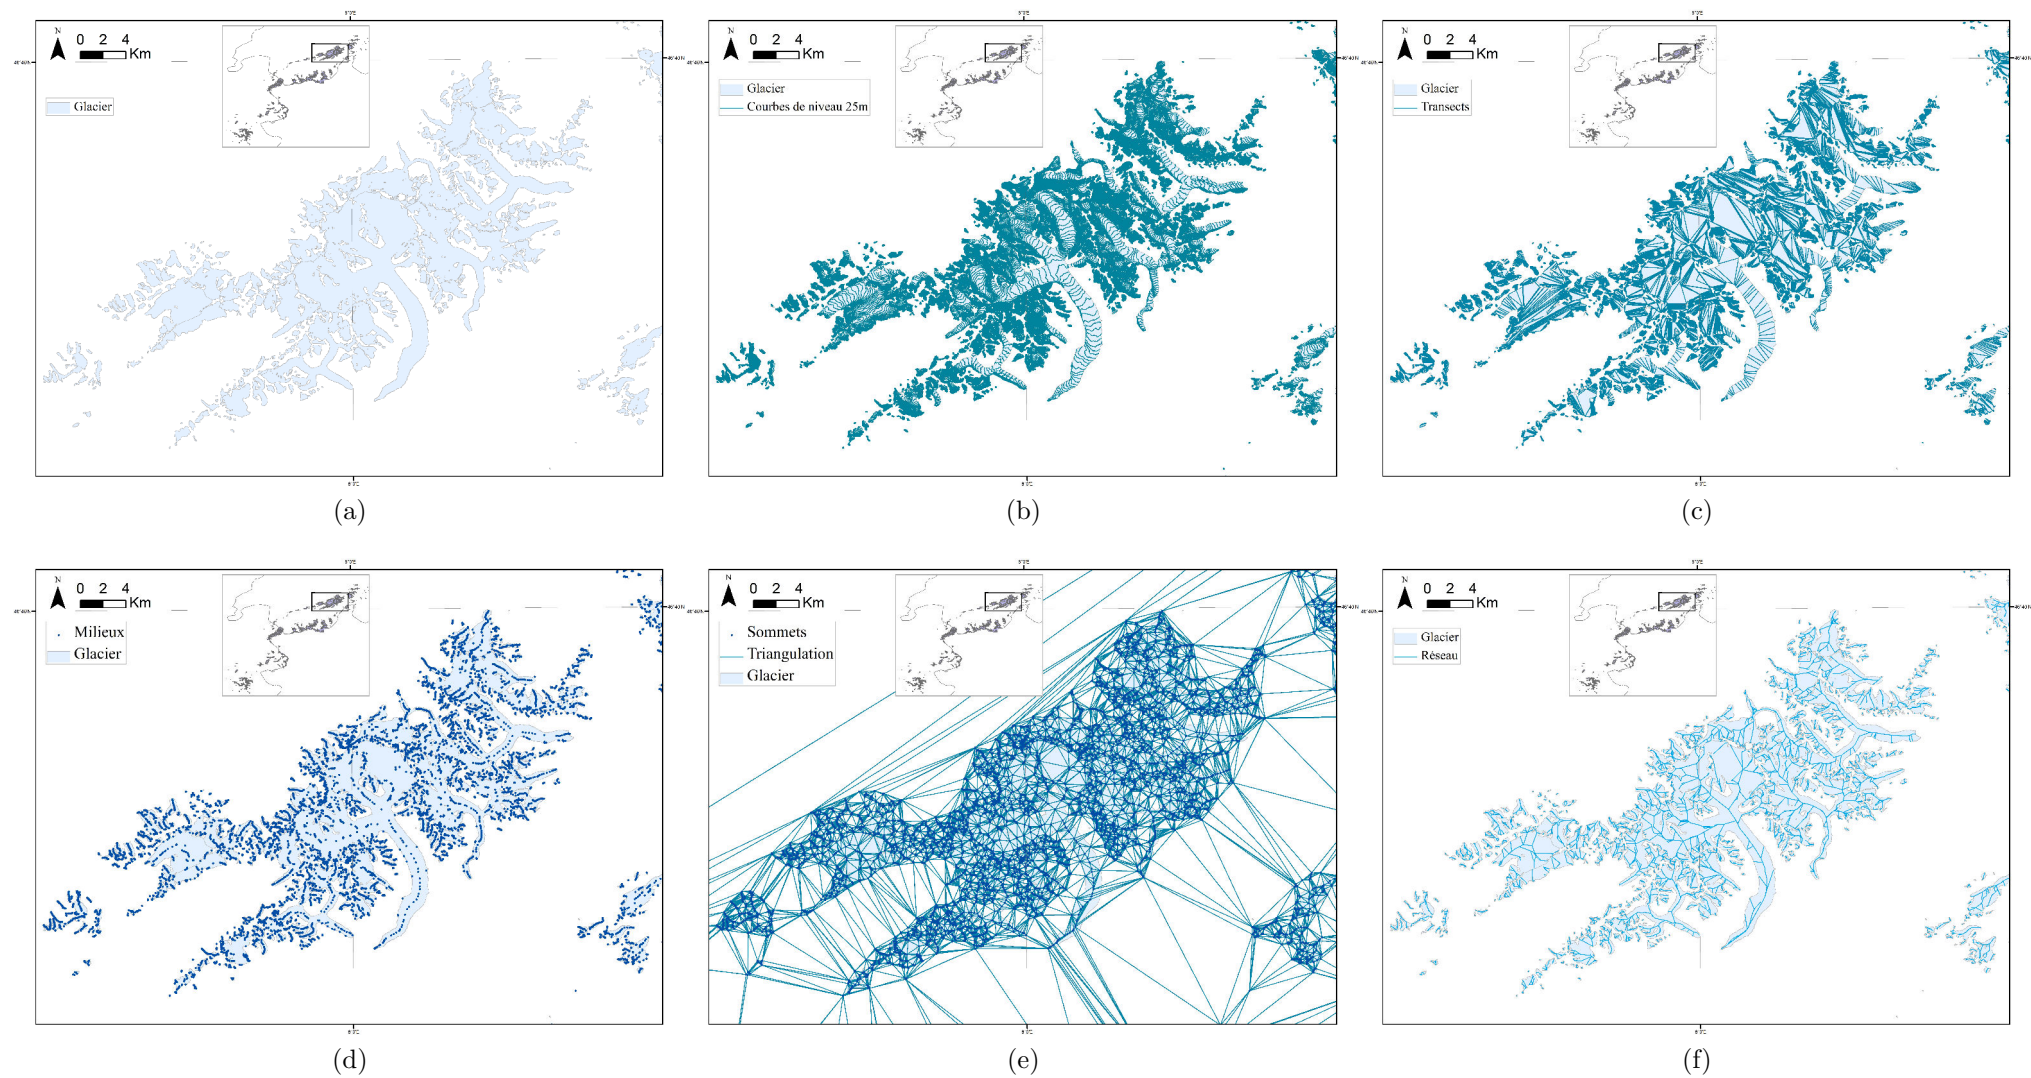 N
0 2 4
Km
Glacier
(a)
N
0 2 4
Km
Glacier
Courbes de niveau 25m
(b)
N
0 2 4
Km
Glacier
Transects
(c)
N
0 2 4
Km
Milieux
Glacier
(d)
N
0 2 4
Km
Sommets
Triangulation
Glacier
(e)
N
0 2 4
Km
Glacier
Réseau
(f)